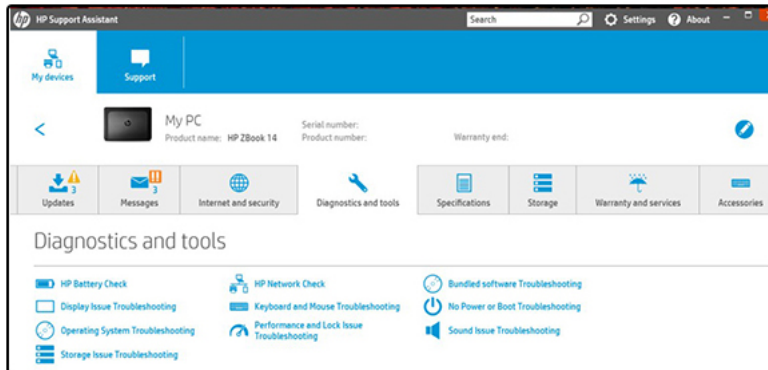 hp HP Support Assistant Search Settings ? About
My devices Support
My PC
Product name: HP ZBook 14
Serial number:
Product number:
Warranty end:
3 3
Updates Messages Internet and security Diagnostics and tools Specifications Storage Warranty and services Accessories
Diagnostics and tools
HP Battery Check HP Network Check Bundled software Troubleshooting
Display Issue Troubleshooting Keyboard and Mouse Troubleshooting No Power or Boot Troubleshooting
Operating System Troubleshooting Performance and Lock Issue Troubleshooting Sound Issue Troubleshooting
Storage Issue Troubleshooting